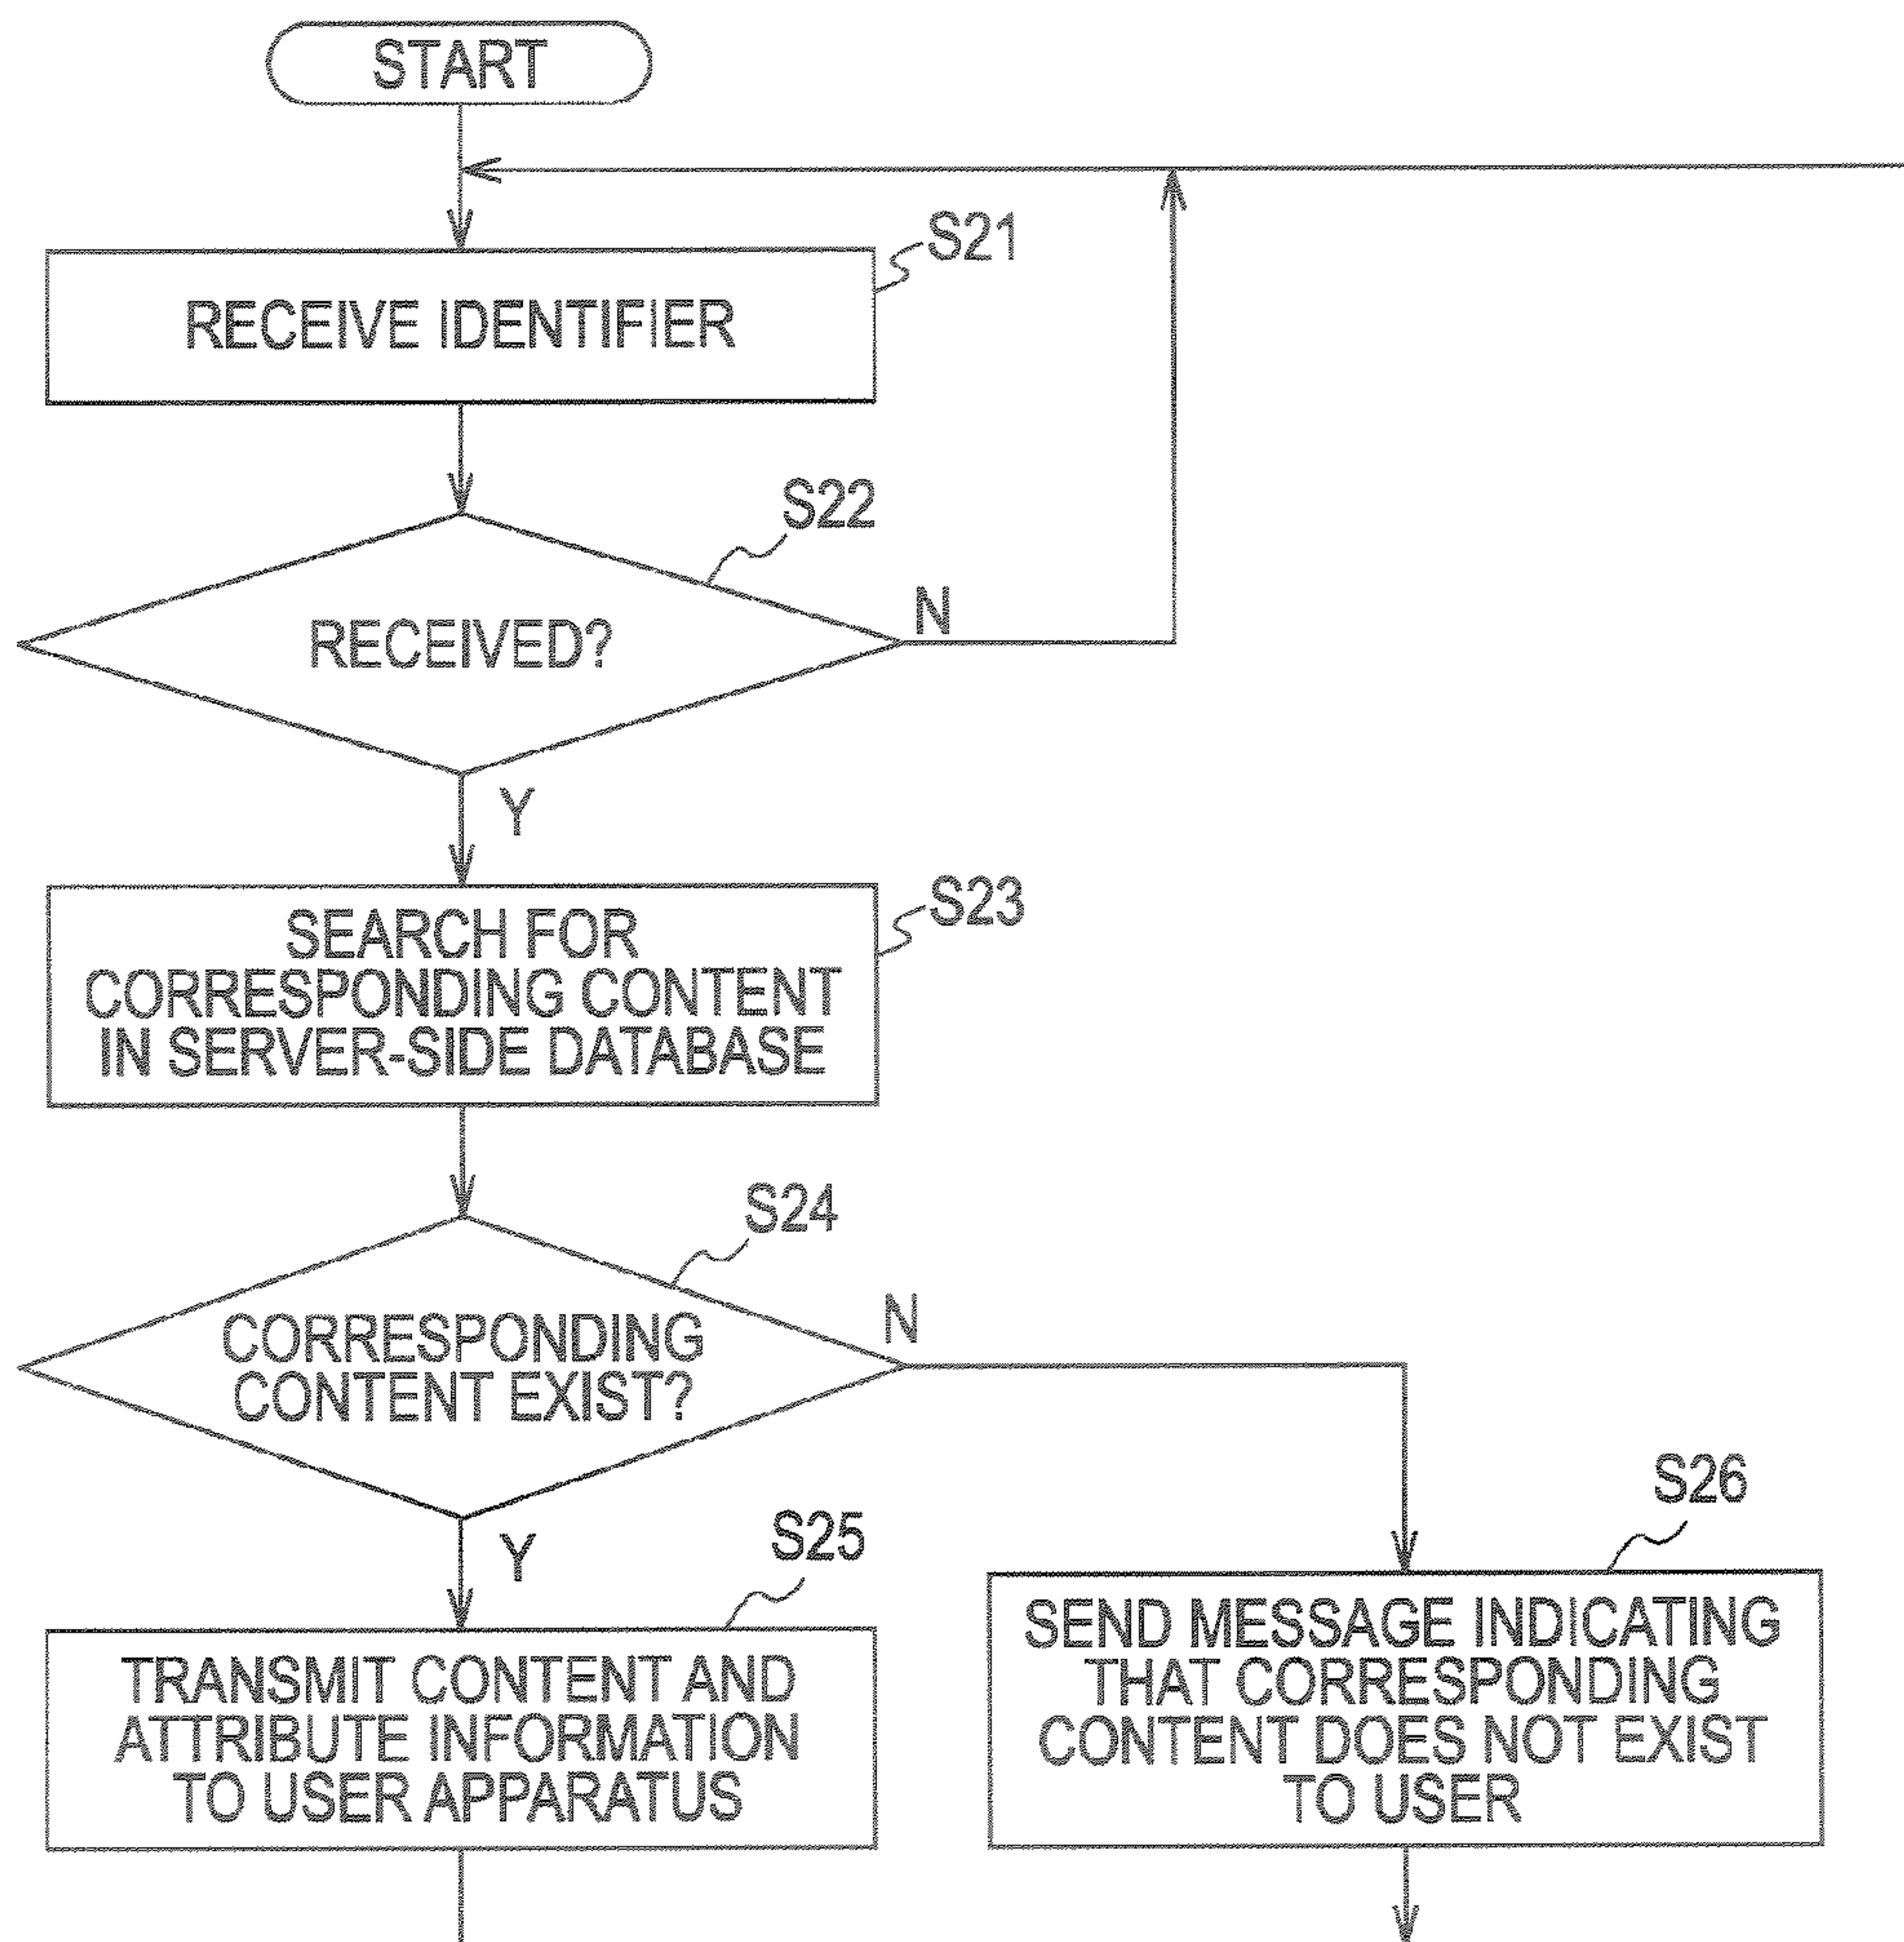 START
S21
RECEIVE IDENTIFIER
S22
RECEIVED?
N
Y
S23
SEARCH FOR
CORRESPONDING CONTENT
IN SERVER-SIDE DATABASE
S24
CORRESPONDING
CONTENT EXIST?
N
Y
S25
TRANSMIT CONTENT AND
ATTRIBUTE INFORMATION
TO USER APPARATUS
S26
SEND MESSAGE INDICATING
THAT CORRESPONDING
CONTENT DOES NOT EXIST
TO USER